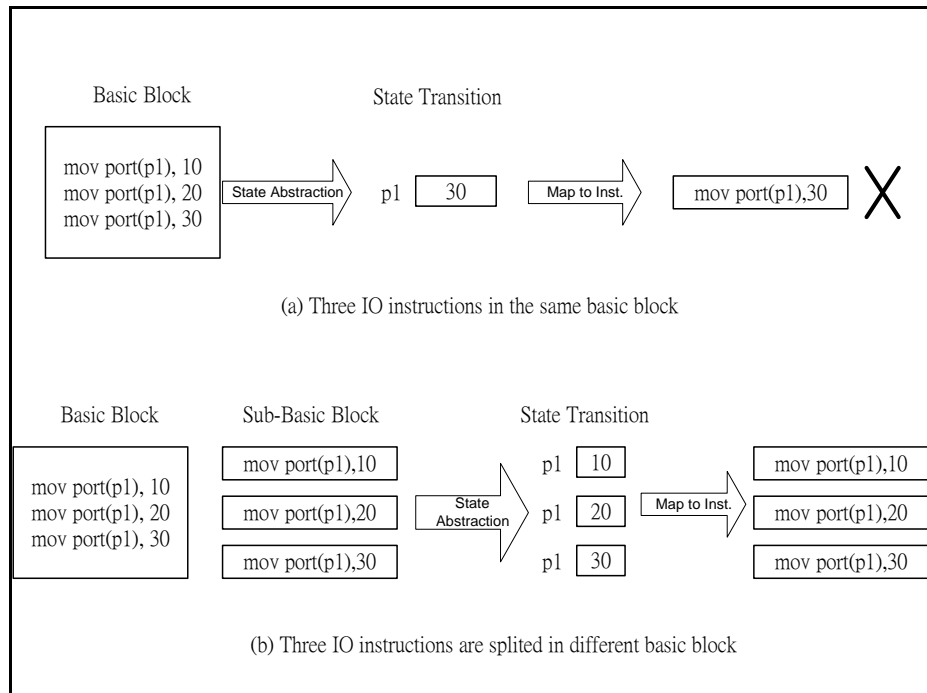 Basic Block
State Transition
mov port(p1), 10
mov port(p1), 20
mov port(p1), 30
State Abstraction
p1
30
Map to Inst.
mov port(p1),30
(a) Three IO instructions in the same basic block
Basic Block
Sub-Basic Block
State Transition
mov port(p1), 10
mov port(p1), 20
mov port(p1), 30
mov port(p1),10
mov port(p1),20
mov port(p1),30
State
Abstraction
p1 10
p1 20
p1 30
Map to Inst.
mov port(p1),10
mov port(p1),20
mov port(p1),30
(b) Three IO instructions are splited in different basic block